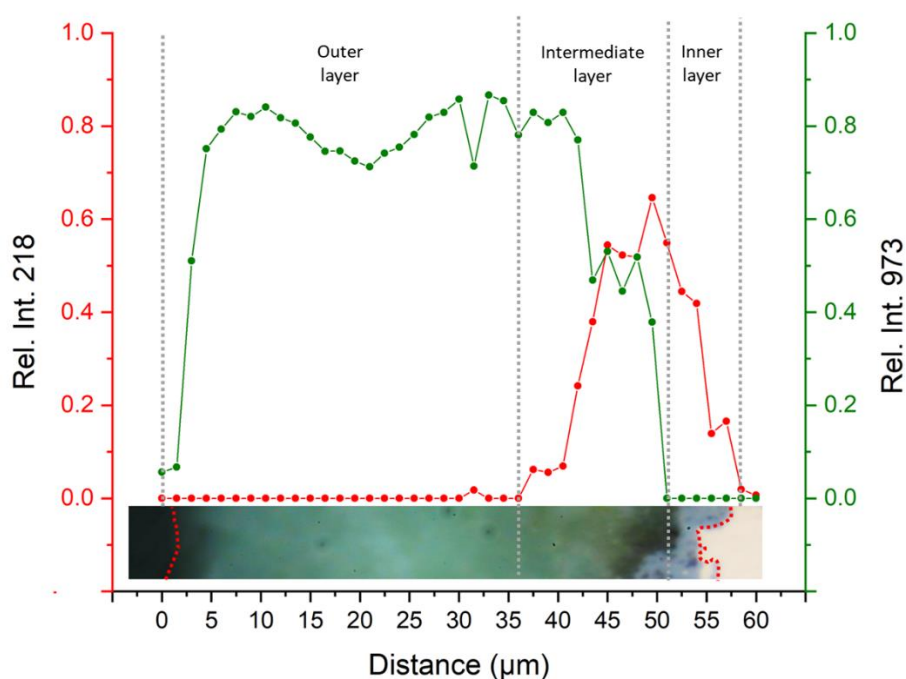 Outer
layer
Intermediate
layer
Inner
layer
1.0
0.8
0.6
0.4
0.2
0.0
Rel. Int. 218
1.0
0.8
0.6
0.4
0.2
0.0
Rel. Int. 973
0 5 10 15 20 25 30 35 40 45 50 55 60
Distance (µm)